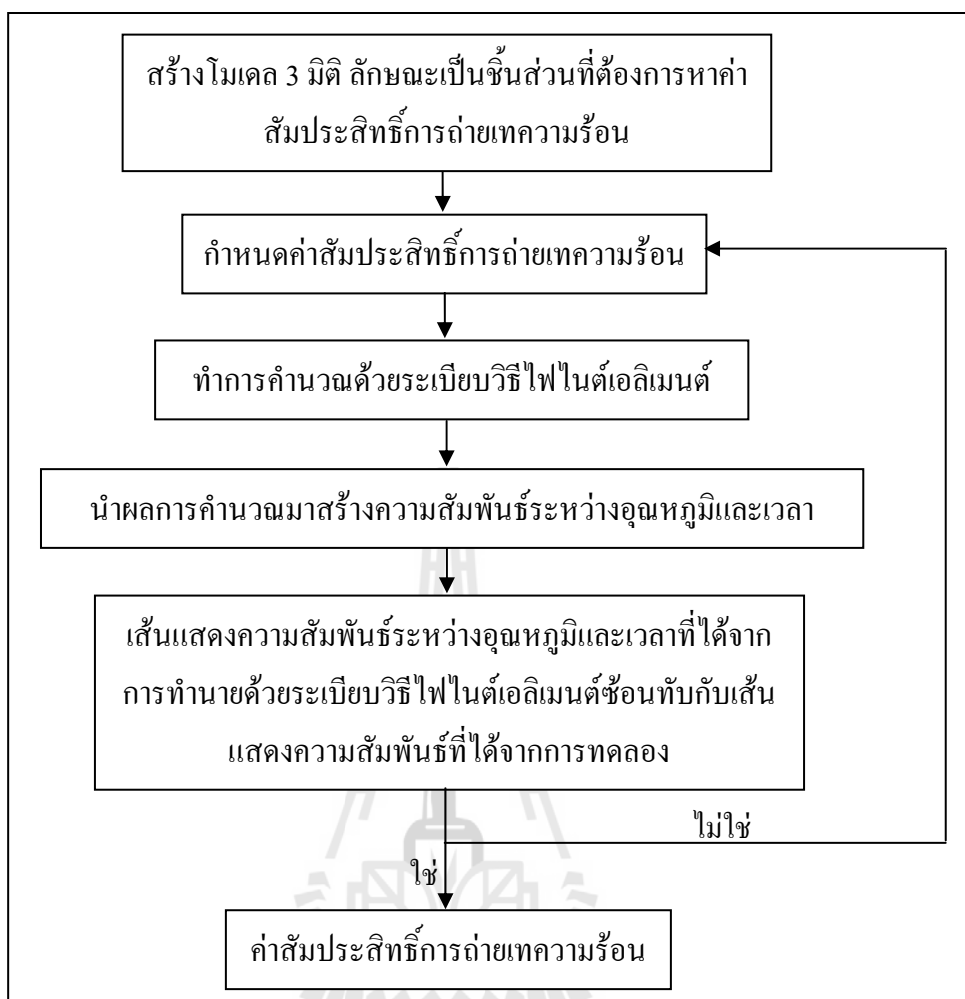 สร้างโมเดล 3 มิติ ลักษณะเป็นชิ้นส่วนที่ต้องการหาค่า
สัมประสิทธิ์การถ่ายเทความร้อน
กำหนดค่าสัมประสิทธิ์การถ่ายเทความร้อน
ทำการคำนวณด้วยระเบียบวิธีไฟไนต์เอลิเมนต์
นำผลการคำนวณมาสร้างความสัมพันธ์ระหว่างอุณหภูมิและเวลา
เส้นแสดงความสัมพันธ์ระหว่างอุณหภูมิและเวลาที่ได้จาก
การทำนายด้วยระเบียบวิธีไฟไนต์เอลิเมนต์ซ้อนทับกับเส้น
แสดงความสัมพันธ์ที่ได้จากการทดลอง
ไม่ใช่
ใช่
ค่าสัมประสิทธิ์การถ่ายเทความร้อน